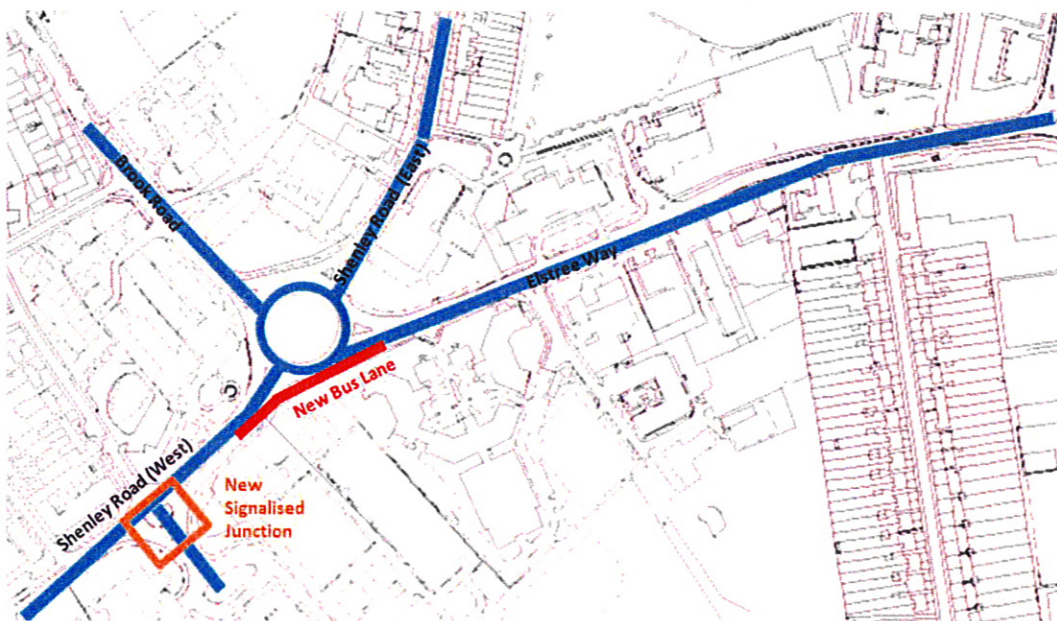 Brook Road
Shenley Road (East)
Elstree Way
New Bus Lane
Shenley Road (West)
New
Signalised
Junction